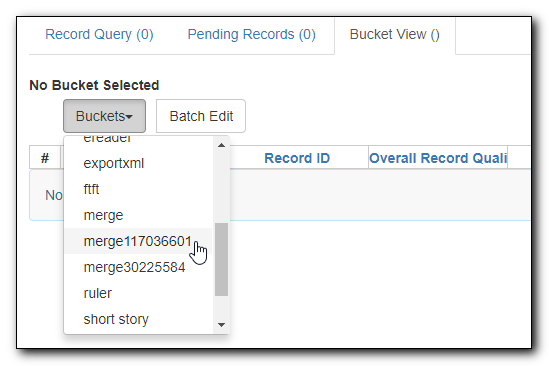 Record Query (0) Pending Records (0) Bucket View ()
No Bucket Selected
Buckets Batch Edit
ereader
# Record ID Overall Record Quali
exportxml
ftft
No
merge
merge117036601
merge30225584
ruler
short story